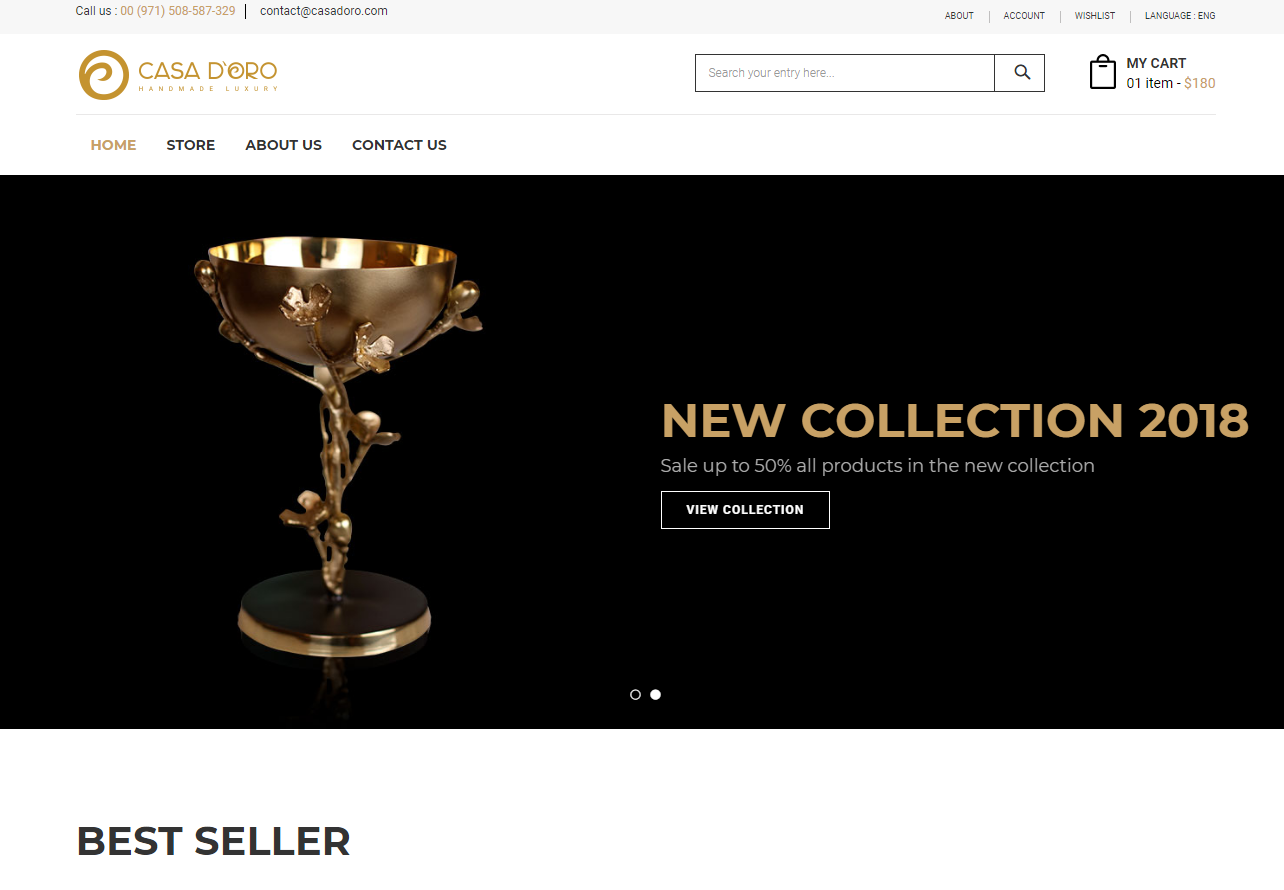 Call us : 00 (971) 508-587-329
contact@casadoro.com
ABOUT
ACCOUNT
WISHLIST
LANGUAGE : ENG
CASA D'ORO
HANDMADE LUXURY
Search your entry here...
MY CART
01 item - $180
HOME
STORE
ABOUT US
CONTACT US
NEW COLLECTION 2018
Sale up to 50% all products in the new collection
VIEW COLLECTION
BEST SELLER